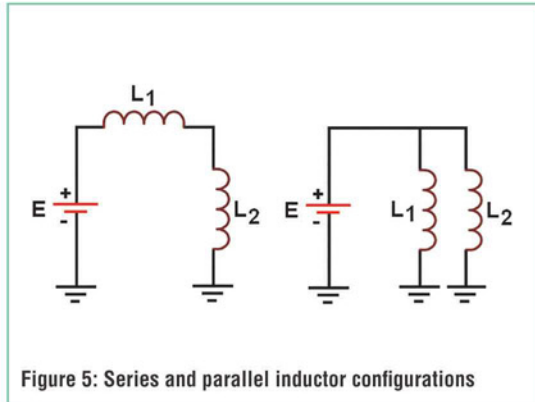 L1
+
E
-
L2
+
E
-
L1
L2
Figure 5: Series and parallel inductor configurations